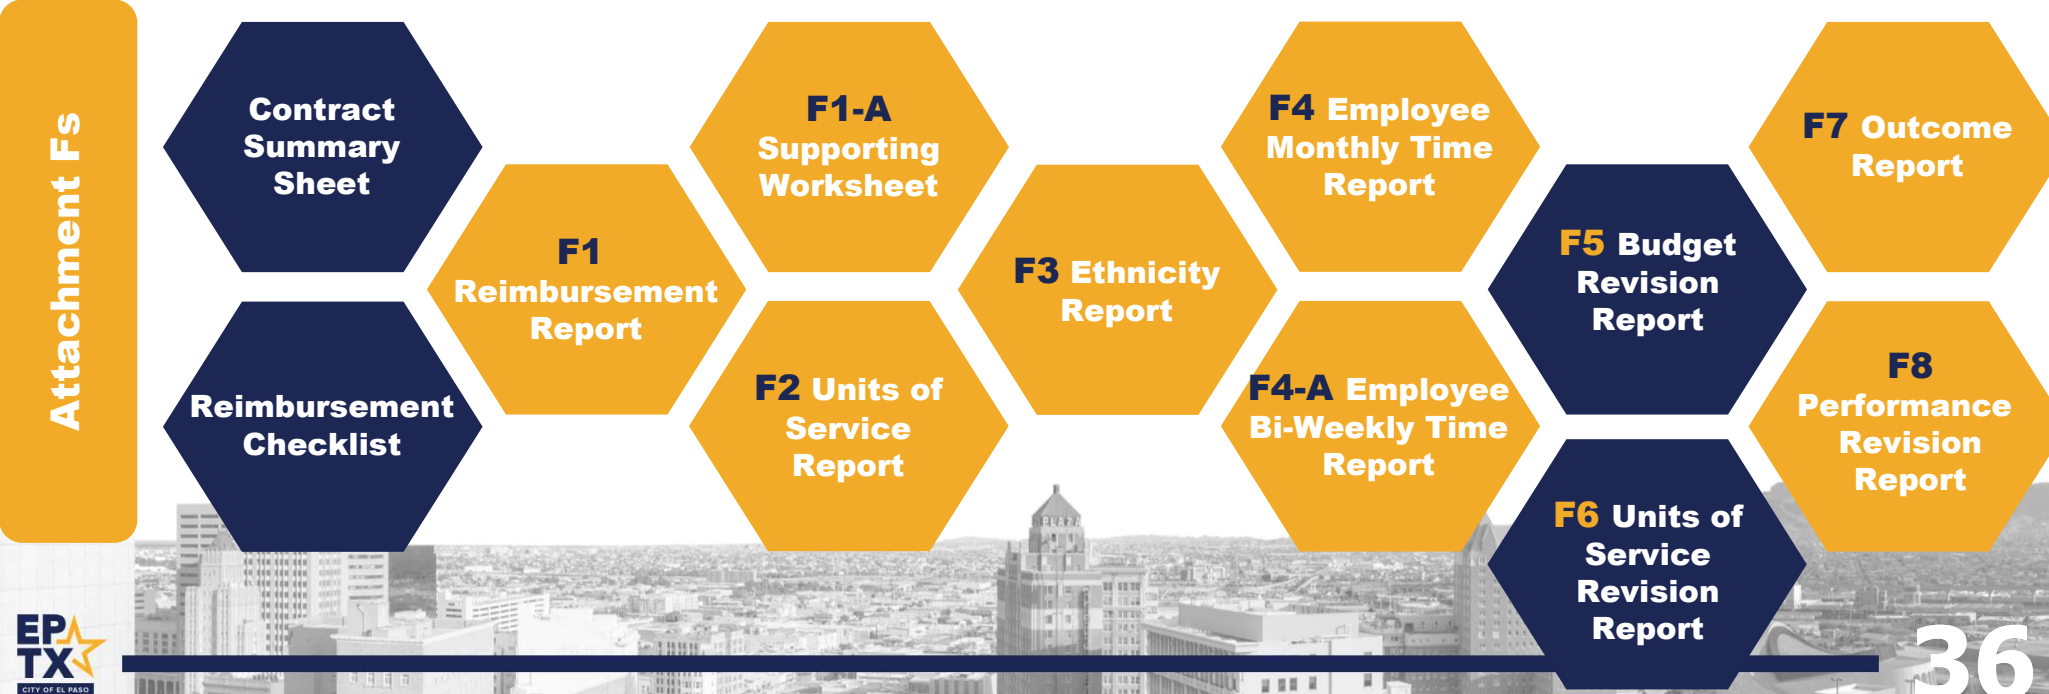 Attachment Fs
Contract
Summary
Sheet
Reimbursement
Checklist
F1
Reimbursement
Report
F1-A
Supporting
Worksheet
F2 Units of
Service
Report
F3 Ethnicity
Report
F4 Employee
Monthly Time
Report
F4-A Employee
Bi-Weekly Time
Report
F5 Budget
Revision
Report
F6 Units of
Service
Revision
Report
F7 Outcome
Report
F8
Performance
Revision
Report
EP
TX
CITY OF EL PASO
36